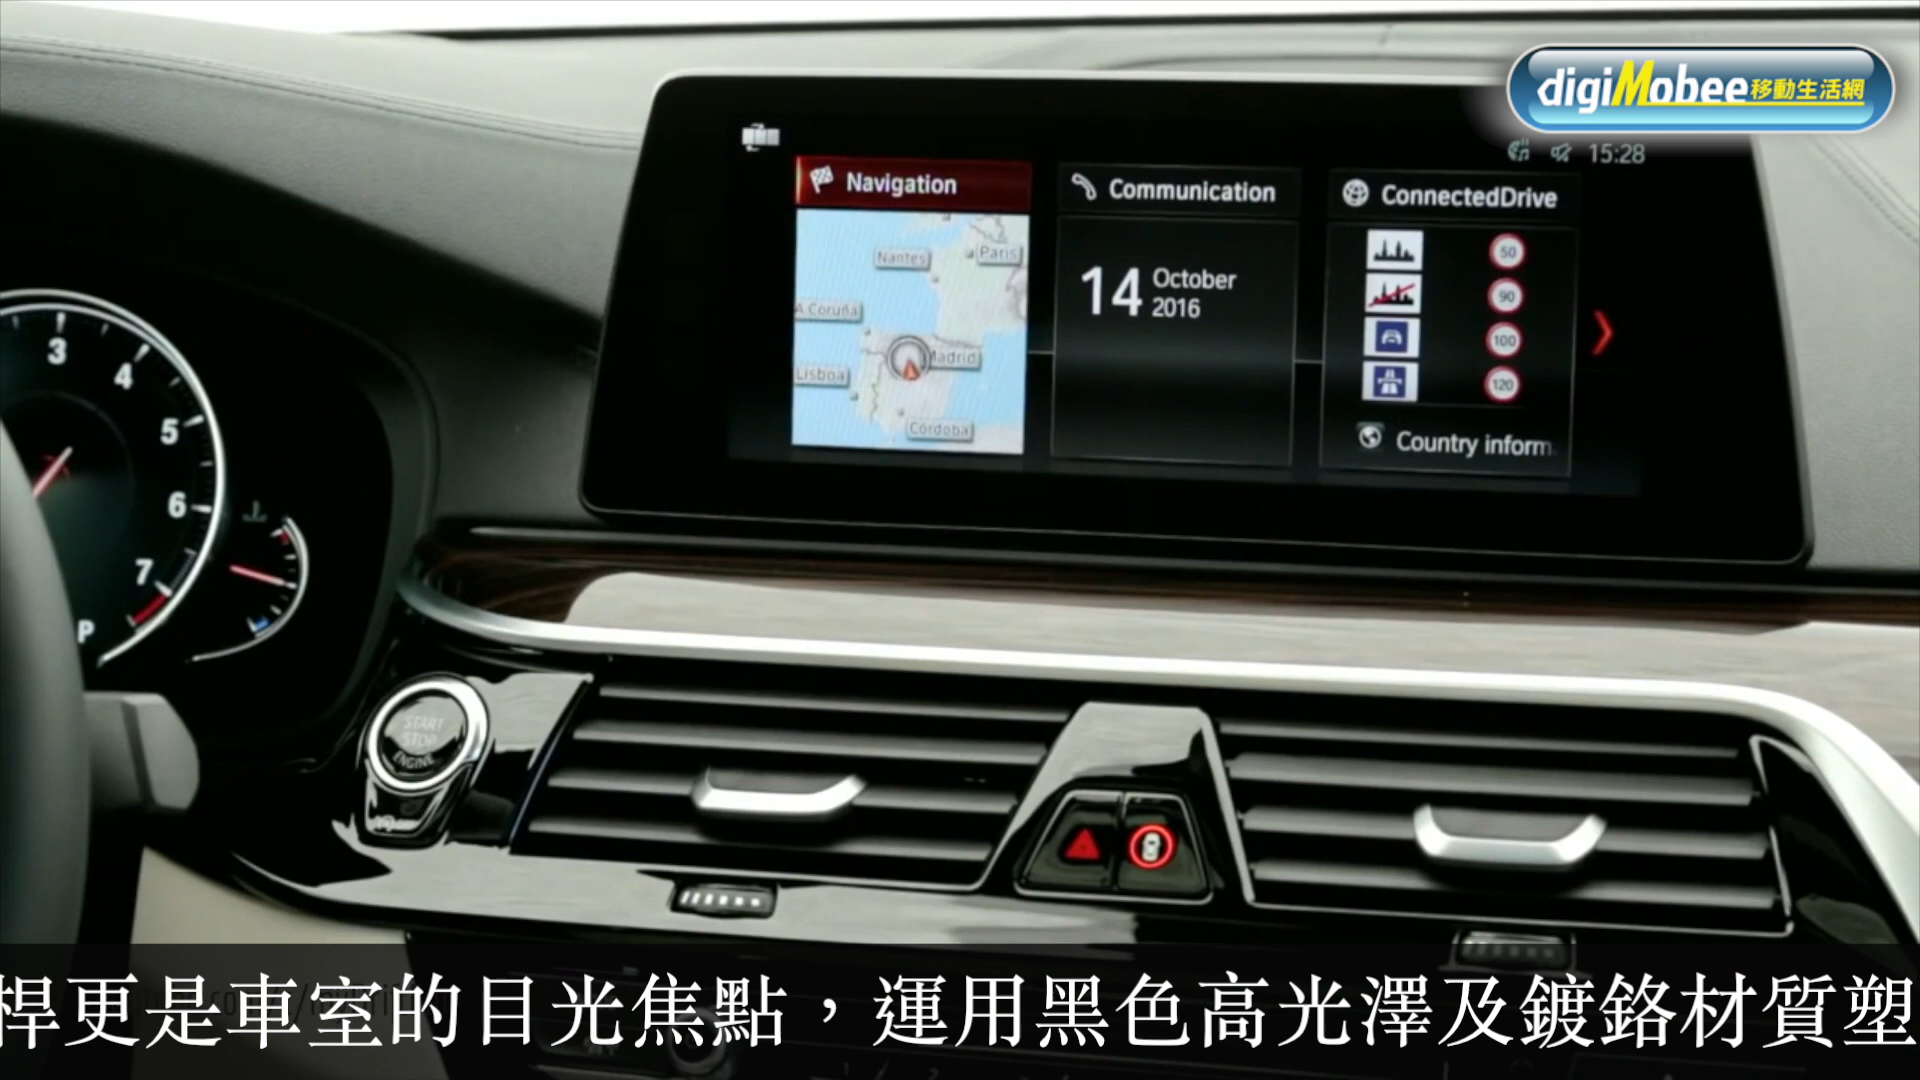 digiMobee移動生活網
15:28
Navigation
Communication
ConnectedDrive
Nantes
Paris
A Coruña
Madrid
Lisboa
Córdoba
14
October
2016
50
90
100
120
Country inform
3
4
5
6
7
P
START
STOP
ENGINE
桿更是車室的目光焦點，運用黑色高光澤及鍍鉻材質塑